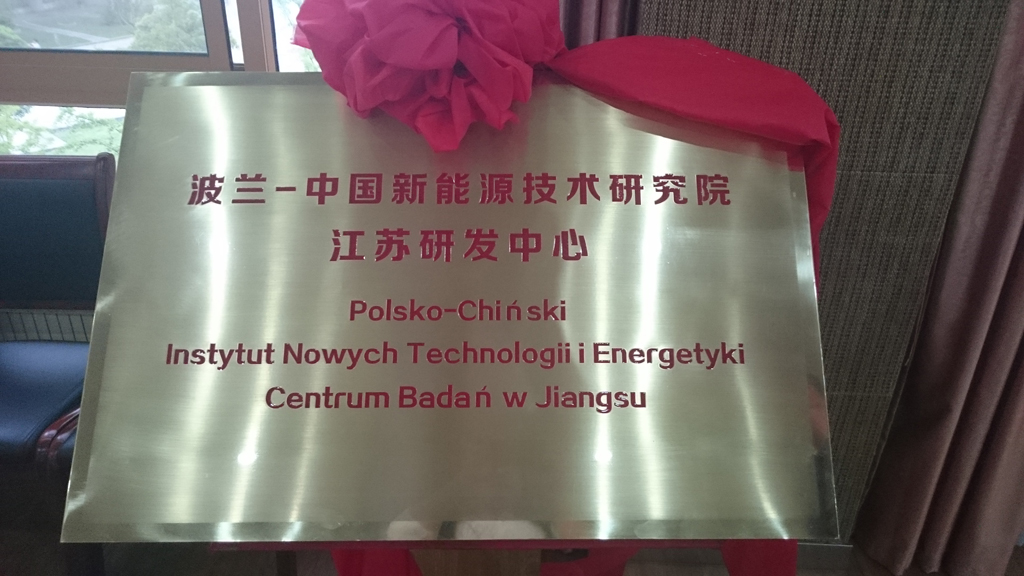 波兰-中国新能源技术研究院
江苏研发中心
Polsko-Chiński
Instytut Nowych Technologii i Energetyki
Centrum Badań w Jiangsu